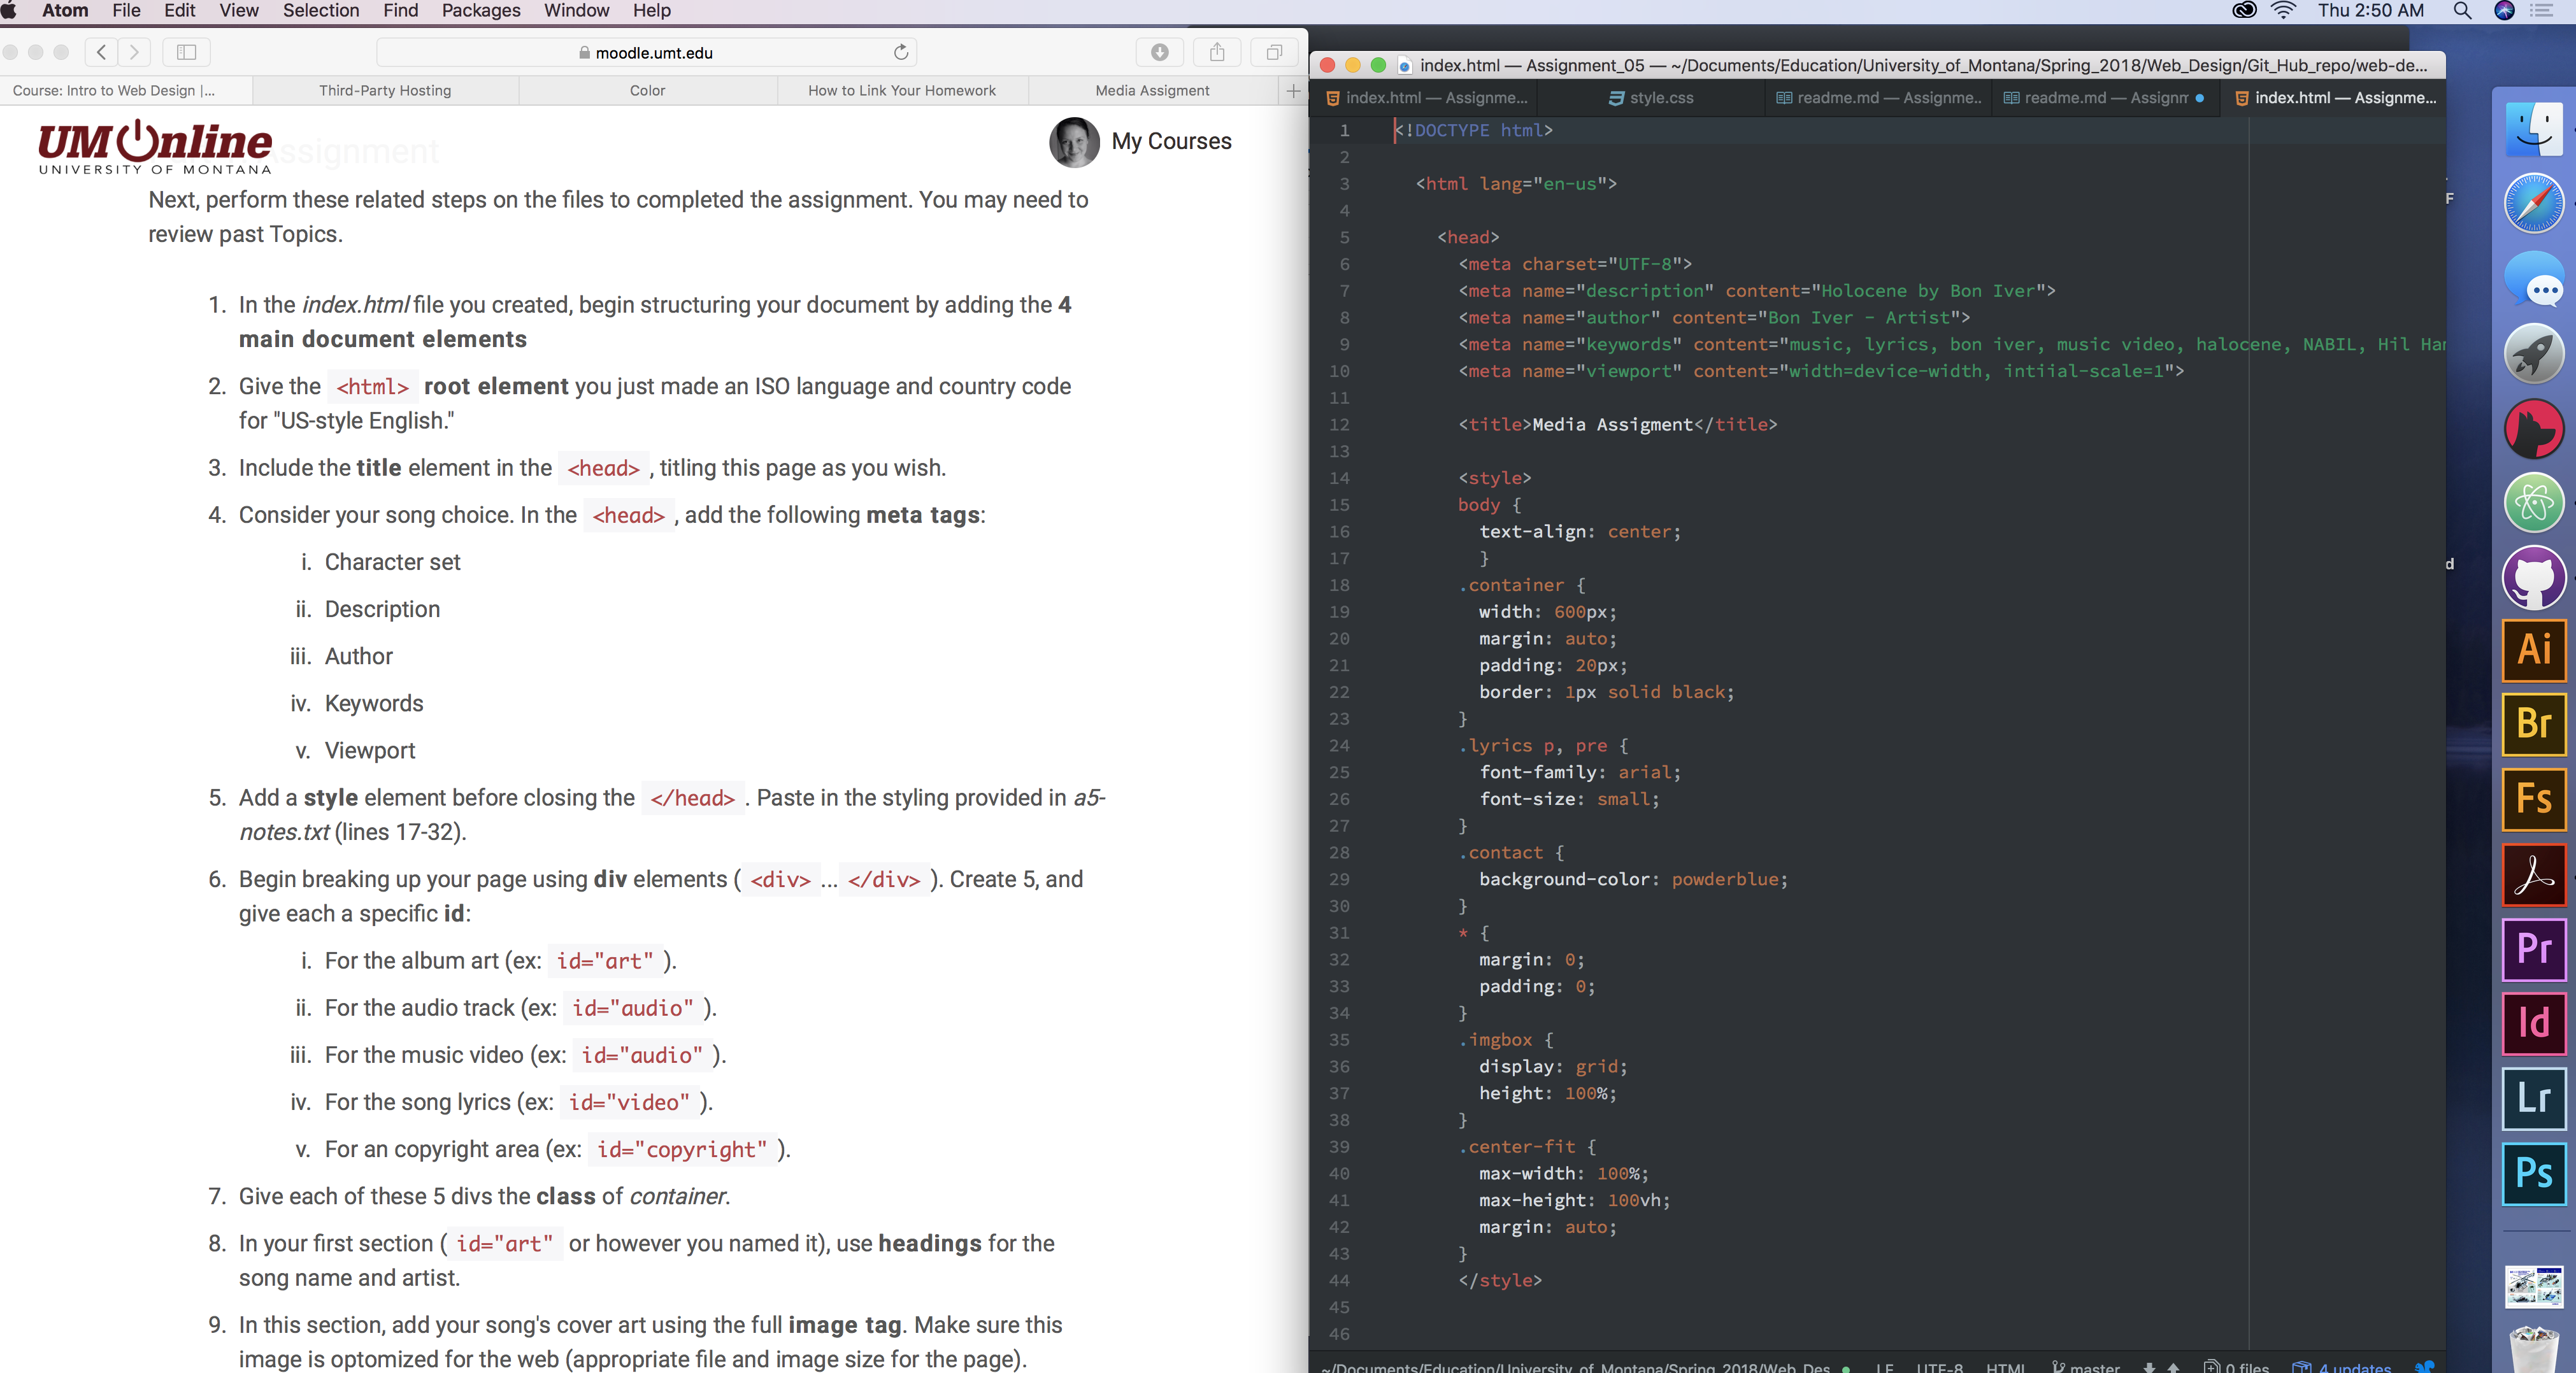 Atom File Edit View Selection Find Packages Window Help Thu 2:50 AM
moodle.umt.edu
Course: Intro to Web Design |... Third-Party Hosting Color How to Link Your Homework Media Assigment
UM Online
UNIVERSITY OF MONTANA
Assignment
My Courses
Next, perform these related steps on the files to completed the assignment. You may need to
review past Topics.
1. In the index.html file you created, begin structuring your document by adding the 4
main document elements
2. Give the <html> root element you just made an ISO language and country code
for "US-style English."
3. Include the title element in the <head> , titling this page as you wish.
4. Consider your song choice. In the <head> , add the following meta tags:
i. Character set
ii. Description
iii. Author
iv. Keywords
v. Viewport
5. Add a style element before closing the </head> . Paste in the styling provided in a5-
notes.txt (lines 17-32).
6. Begin breaking up your page using div elements ( <div> ... </div> ). Create 5, and
give each a specific id:
i. For the album art (ex: id="art" ).
ii. For the audio track (ex: id="audio" ).
iii. For the music video (ex: id="audio" ).
iv. For the song lyrics (ex: id="video" ).
v. For an copyright area (ex: id="copyright" ).
7. Give each of these 5 divs the class of container.
8. In your first section ( id="art" or however you named it), use headings for the
song name and artist.
9. In this section, add your song's cover art using the full image tag. Make sure this
image is optomized for the web (appropriate file and image size for the page).
index.html — Assignment_05 — ~/Documents/Education/University_of_Montana/Spring_2018/Web_Design/Git_Hub_repo/web-de...
index.html — Assignme... style.css readme.md — Assignme.. readme.md — Assignm index.html — Assignme...
1 <!DOCTYPE html>
2
3 <html lang="en-us">
4
5 <head>
6 <meta charset="UTF-8">
7 <meta name="description" content="Holocene by Bon Iver">
8 <meta name="author" content="Bon Iver - Artist">
9 <meta name="keywords" content="music, lyrics, bon iver, music video, halocene, NABIL, Hil Har
10 <meta name="viewport" content="width=device-width, intiial-scale=1">
11
12 <title>Media Assigment</title>
13
14 <style>
15 body {
16 text-align: center;
17 }
18 .container {
19 width: 600px;
20 margin: auto;
21 padding: 20px;
22 border: 1px solid black;
23 }
24 .lyrics p, pre {
25 font-family: arial;
26 font-size: small;
27 }
28 .contact {
29 background-color: powderblue;
30 }
31 * {
32 margin: 0;
33 padding: 0;
34 }
35 .imgbox {
36 display: grid;
37 height: 100%;
38 }
39 .center-fit {
40 max-width: 100%;
41 max-height: 100vh;
42 margin: auto;
43 }
44 </style>
45
46
~/Documents/Education/University_of_Montana/Spring_2018/Web_Des LF UTF-8 HTML master 0 files 4 updates
F
d
Ai
Br
Fs
Pr
Id
Lr
Ps